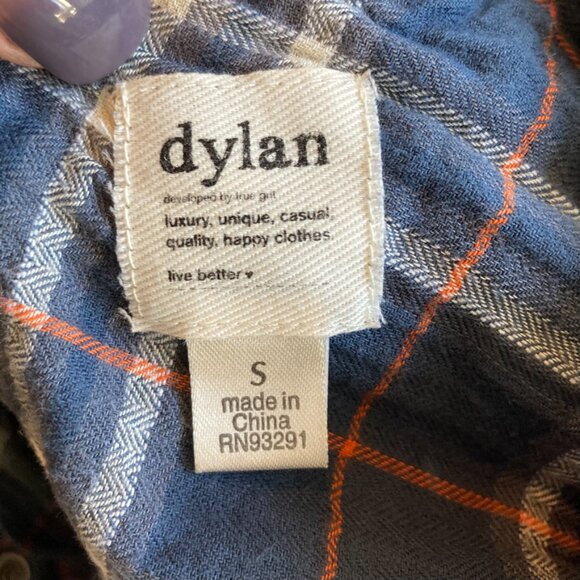 dylan
developed by true grit
luxury, unique, casual,
quality, happy clothes.
live better ♥
S
made in
China
RN93291